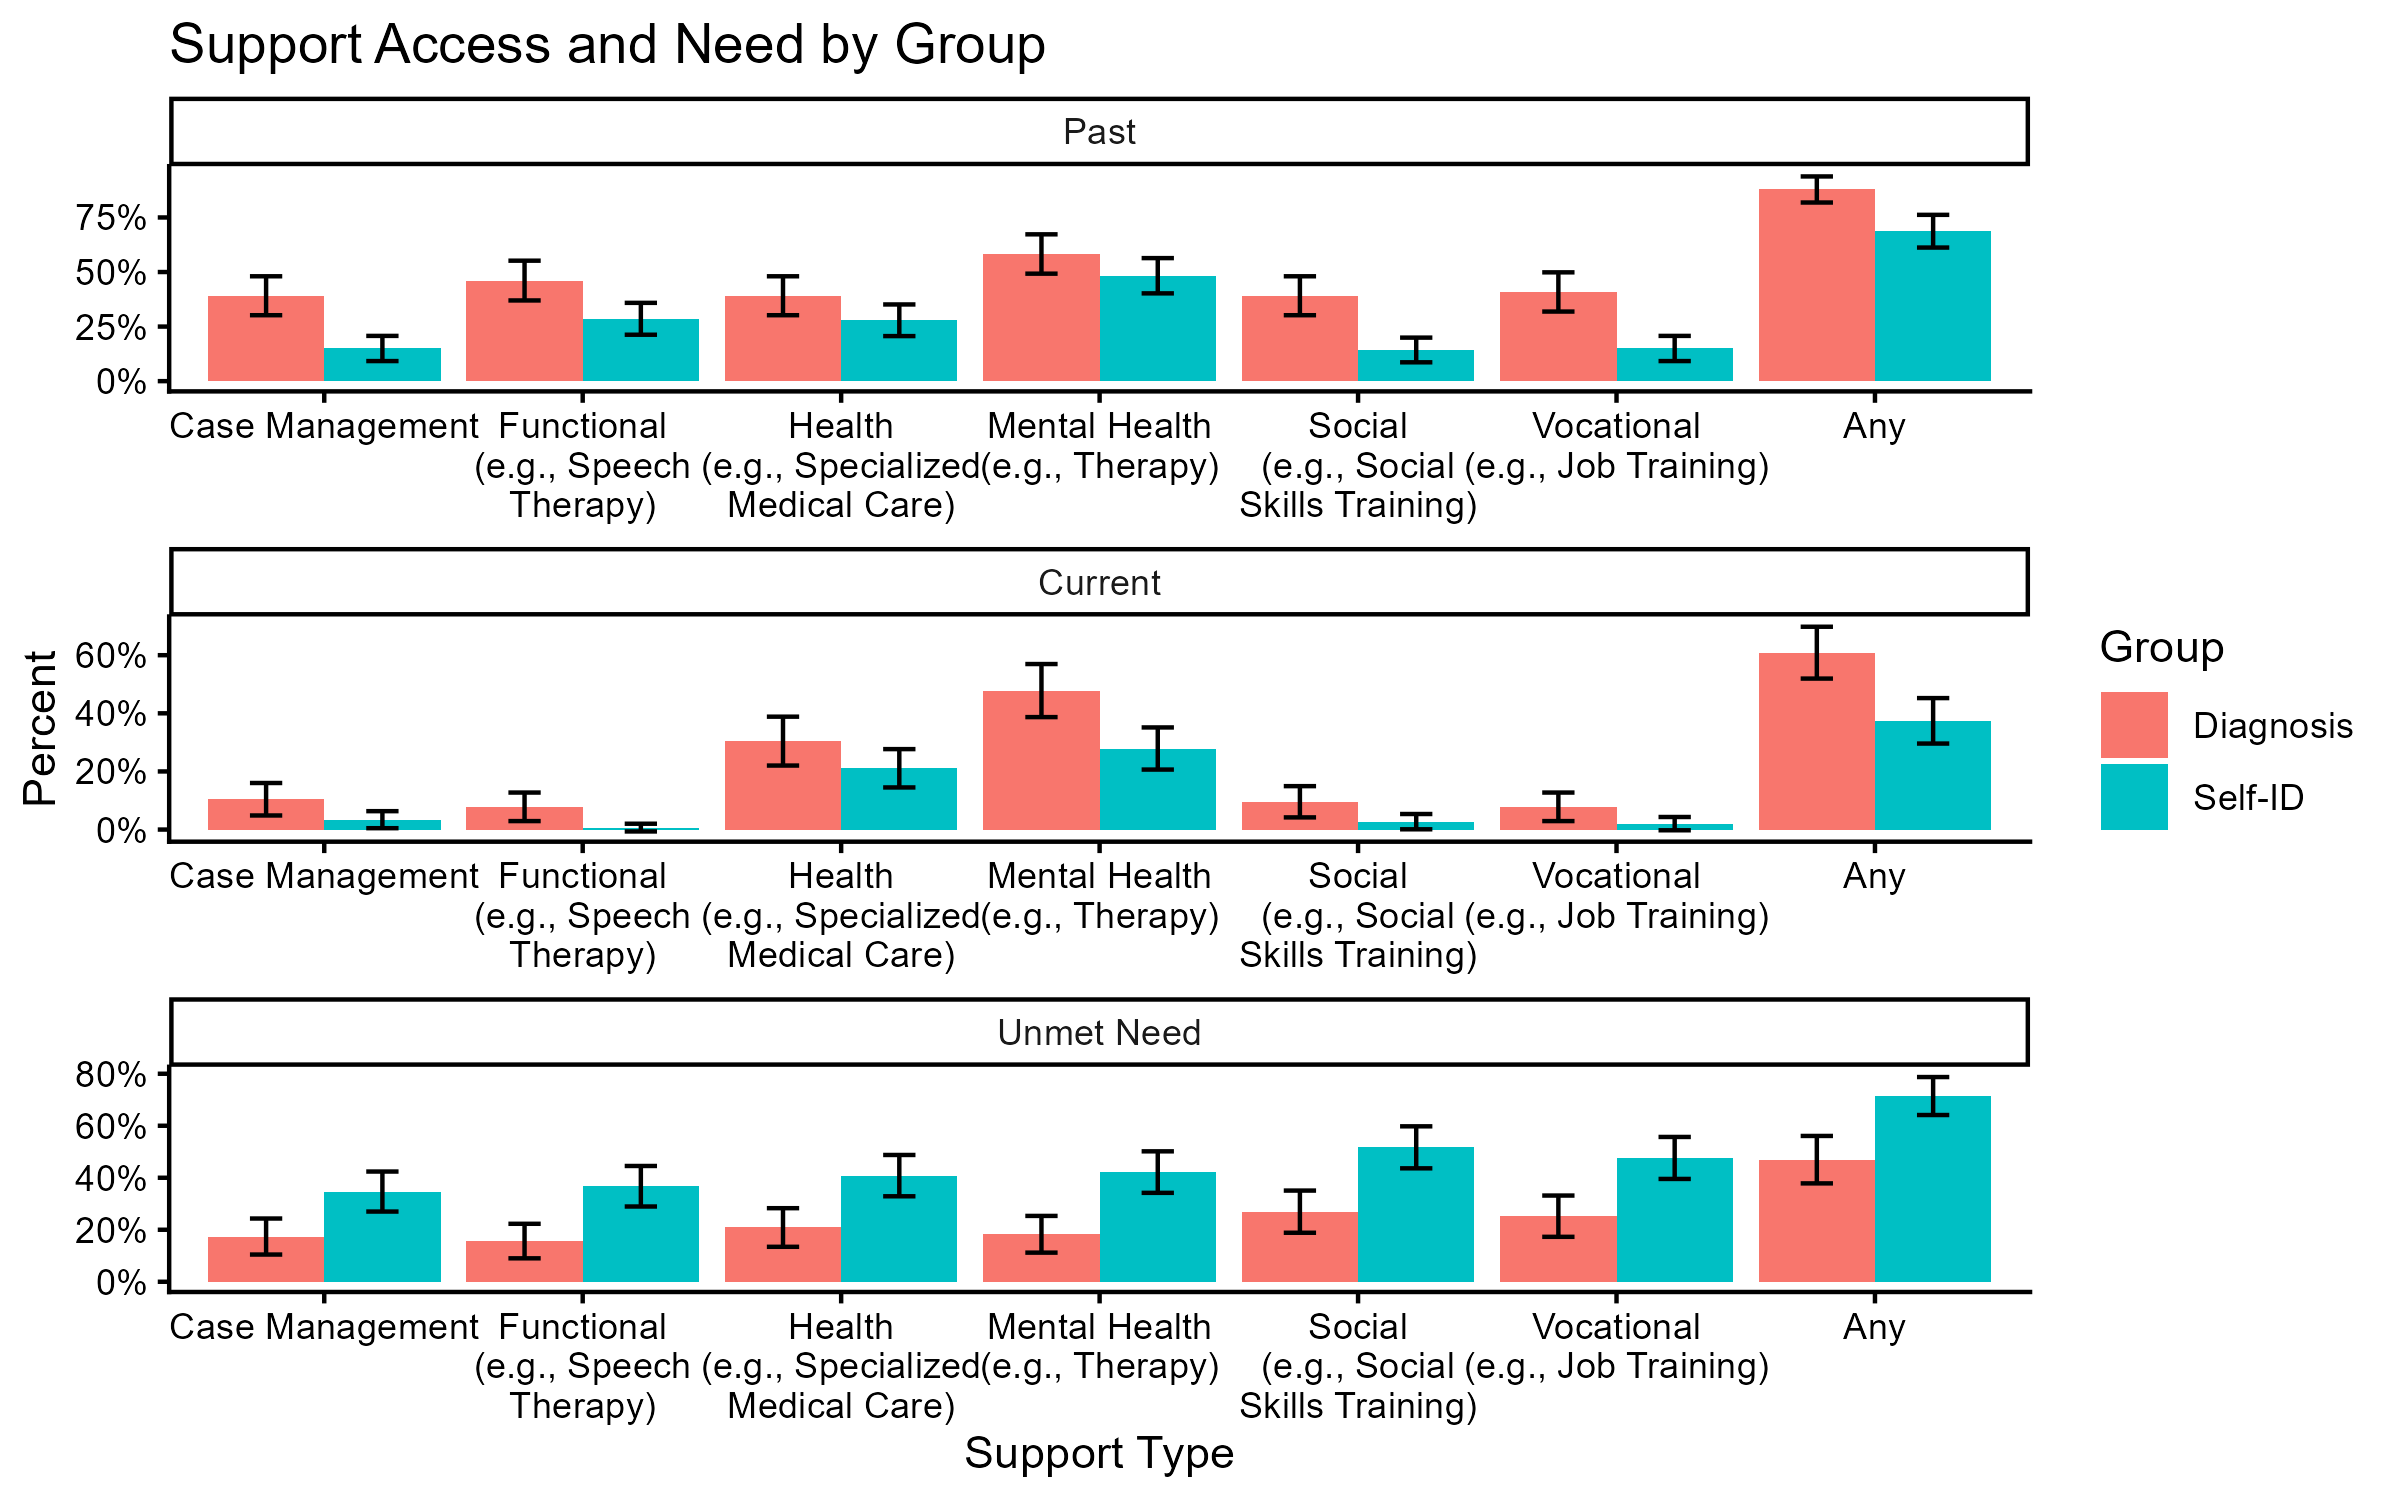 Support Access and Need by Group
Past
75%
50%
25%
0%
Case Management Functional Health Mental Health Social Vocational Any
(e.g., Speech (e.g., Specialized (e.g., Therapy) (e.g., Social (e.g., Job Training)
Therapy) Medical Care) Skills Training)
Current
60%
40%
20%
0%
Case Management Functional Health Mental Health Social Vocational Any
(e.g., Speech (e.g., Specialized (e.g., Therapy) (e.g., Social (e.g., Job Training)
Therapy) Medical Care) Skills Training)
Unmet Need
80%
60%
40%
20%
0%
Case Management Functional Health Mental Health Social Vocational Any
(e.g., Speech (e.g., Specialized (e.g., Therapy) (e.g., Social (e.g., Job Training)
Therapy) Medical Care) Skills Training)
Support Type
Percent
Group
Diagnosis
Self-ID